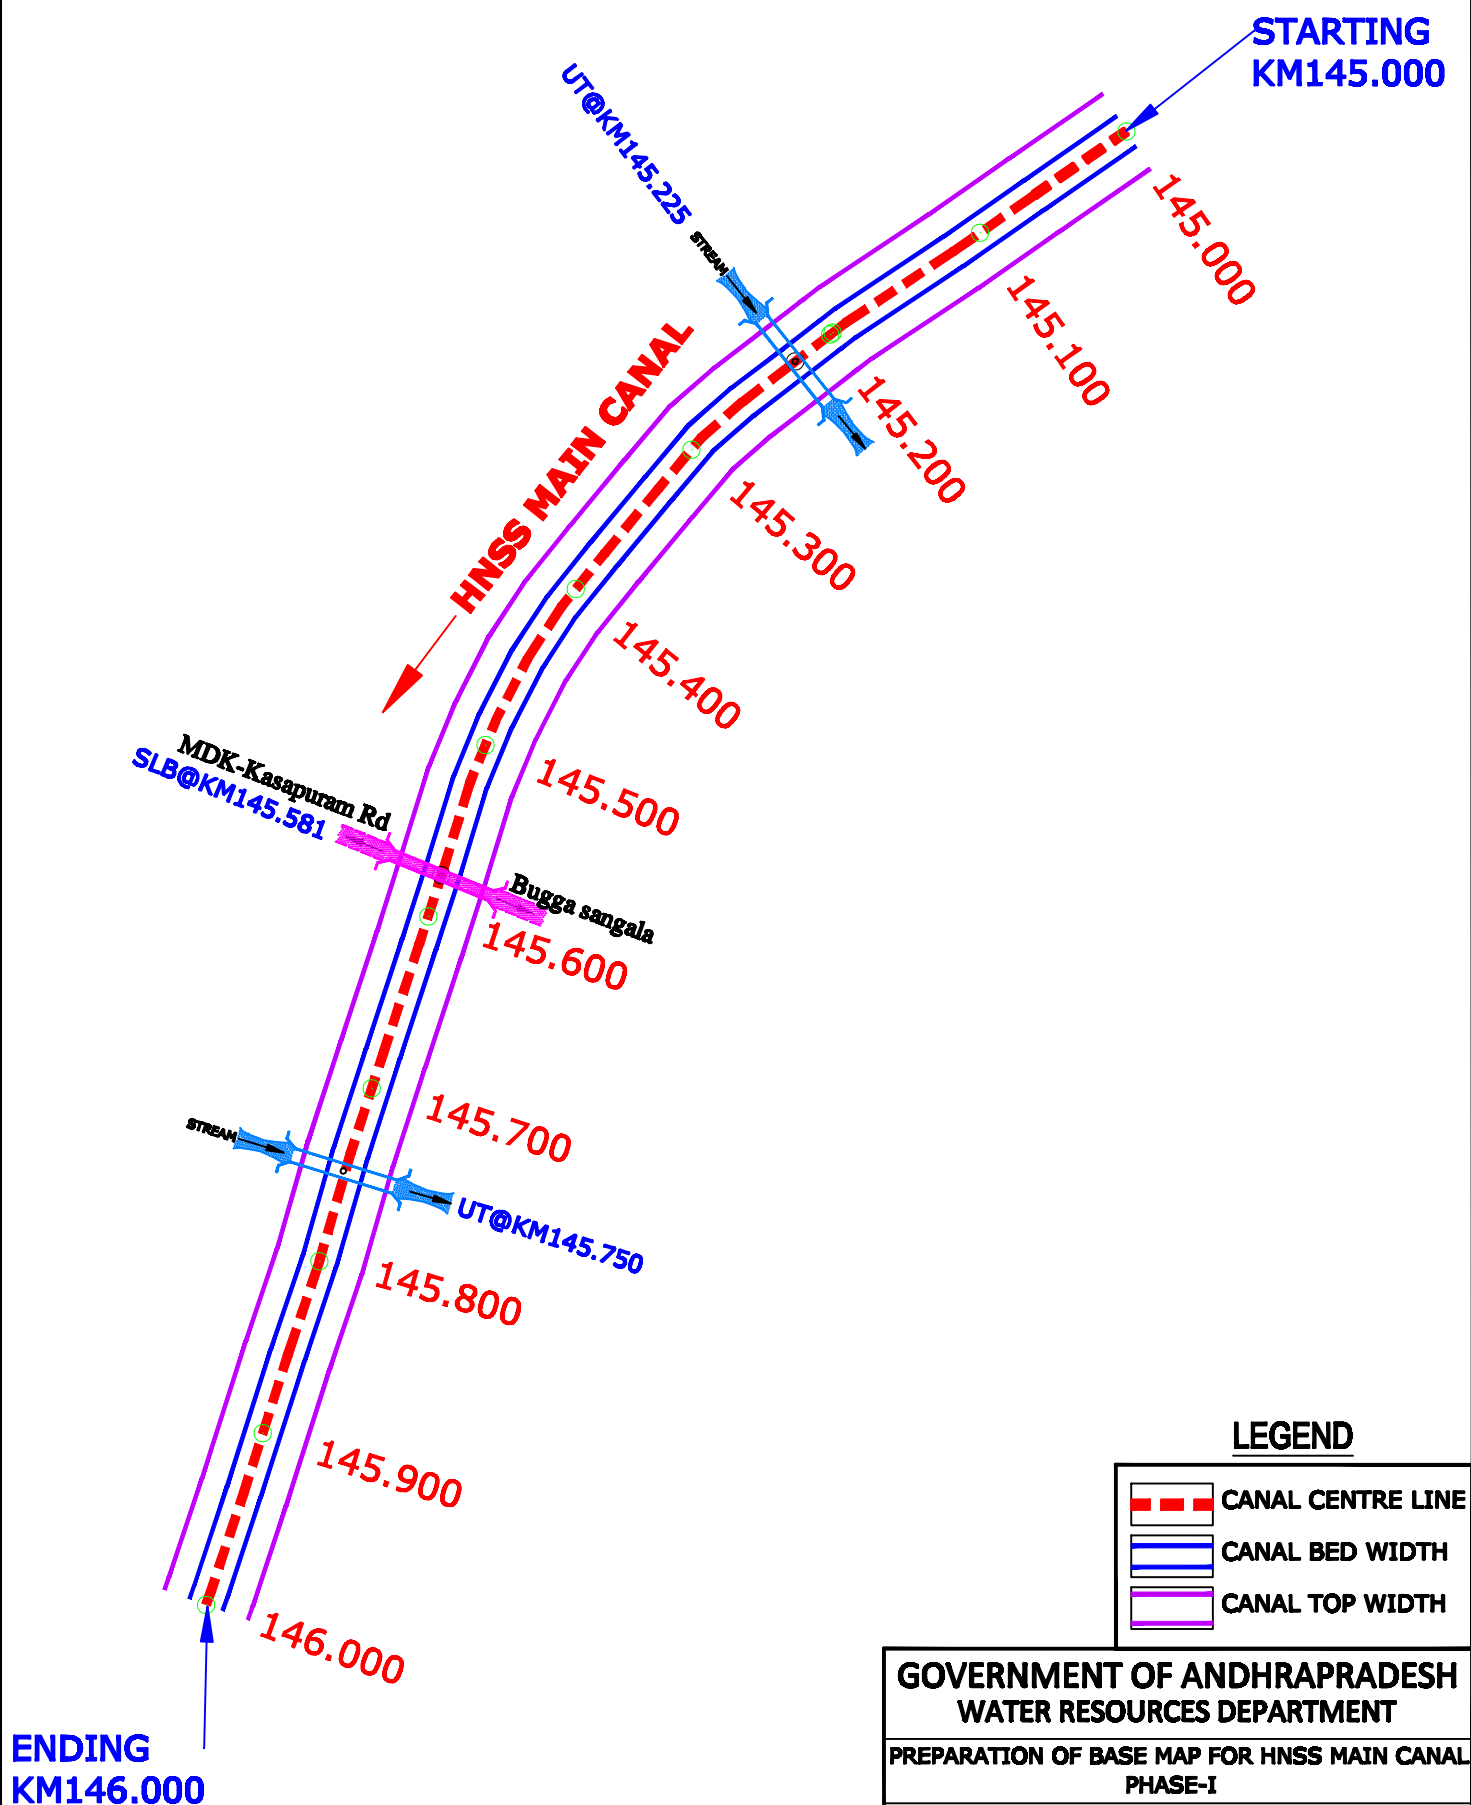 STARTING
KM145.000
UT@KM145.225
STREAM
145.000
145.100
145.200
HNSS MAIN CANAL
145.300
145.400
MDK-Kasapuram Rd
SLB@KM145.581
145.500
Bugga sangala
145.600
145.700
STREAM
UT@KM145.750
145.800
145.900
146.000
ENDING
KM146.000
LEGEND
CANAL CENTRE LINE
CANAL BED WIDTH
CANAL TOP WIDTH
GOVERNMENT OF ANDHRAPRADESH
WATER RESOURCES DEPARTMENT
PREPARATION OF BASE MAP FOR HNSS MAIN CANAL
PHASE-I